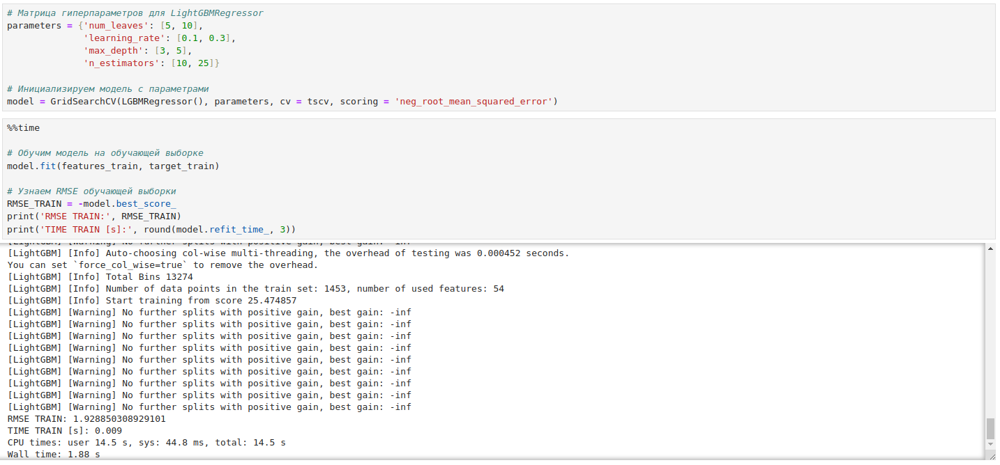 # Матрица гиперпараметров для LightGBMRegressor
parameters = {'num_leaves': [5, 10],
              'learning_rate': [0.1, 0.3],
              'max_depth': [3, 5],
              'n_estimators': [10, 25]}
# Инициализируем модель с параметрами
model = GridSearchCV(LGBMRegressor(), parameters, cv = tscv, scoring = 'neg_root_mean_squared_error')
%%time
# Обучим модель на обучающей выборке
model.fit(features_train, target_train)
# Узнаем RMSE обучающей выборки
RMSE_TRAIN = -model.best_score_
print('RMSE TRAIN:', RMSE_TRAIN)
print('TIME TRAIN [s]:', round(model.refit_time_, 3))
[LightGBM] [Warning] No further splits with positive gain, best gain: -inf
[LightGBM] [Info] Auto-choosing col-wise multi-threading, the overhead of testing was 0.000452 seconds.
You can set `force_col_wise=true` to remove the overhead.
[LightGBM] [Info] Total Bins 13274
[LightGBM] [Info] Number of data points in the train set: 1453, number of used features: 54
[LightGBM] [Info] Start training from score 25.474857
[LightGBM] [Warning] No further splits with positive gain, best gain: -inf
[LightGBM] [Warning] No further splits with positive gain, best gain: -inf
[LightGBM] [Warning] No further splits with positive gain, best gain: -inf
[LightGBM] [Warning] No further splits with positive gain, best gain: -inf
[LightGBM] [Warning] No further splits with positive gain, best gain: -inf
[LightGBM] [Warning] No further splits with positive gain, best gain: -inf
[LightGBM] [Warning] No further splits with positive gain, best gain: -inf
[LightGBM] [Warning] No further splits with positive gain, best gain: -inf
[LightGBM] [Warning] No further splits with positive gain, best gain: -inf
RMSE TRAIN: 1.928850308929101
TIME TRAIN [s]: 0.009
CPU times: user 14.5 s, sys: 44.8 ms, total: 14.5 s
Wall time: 1.88 s